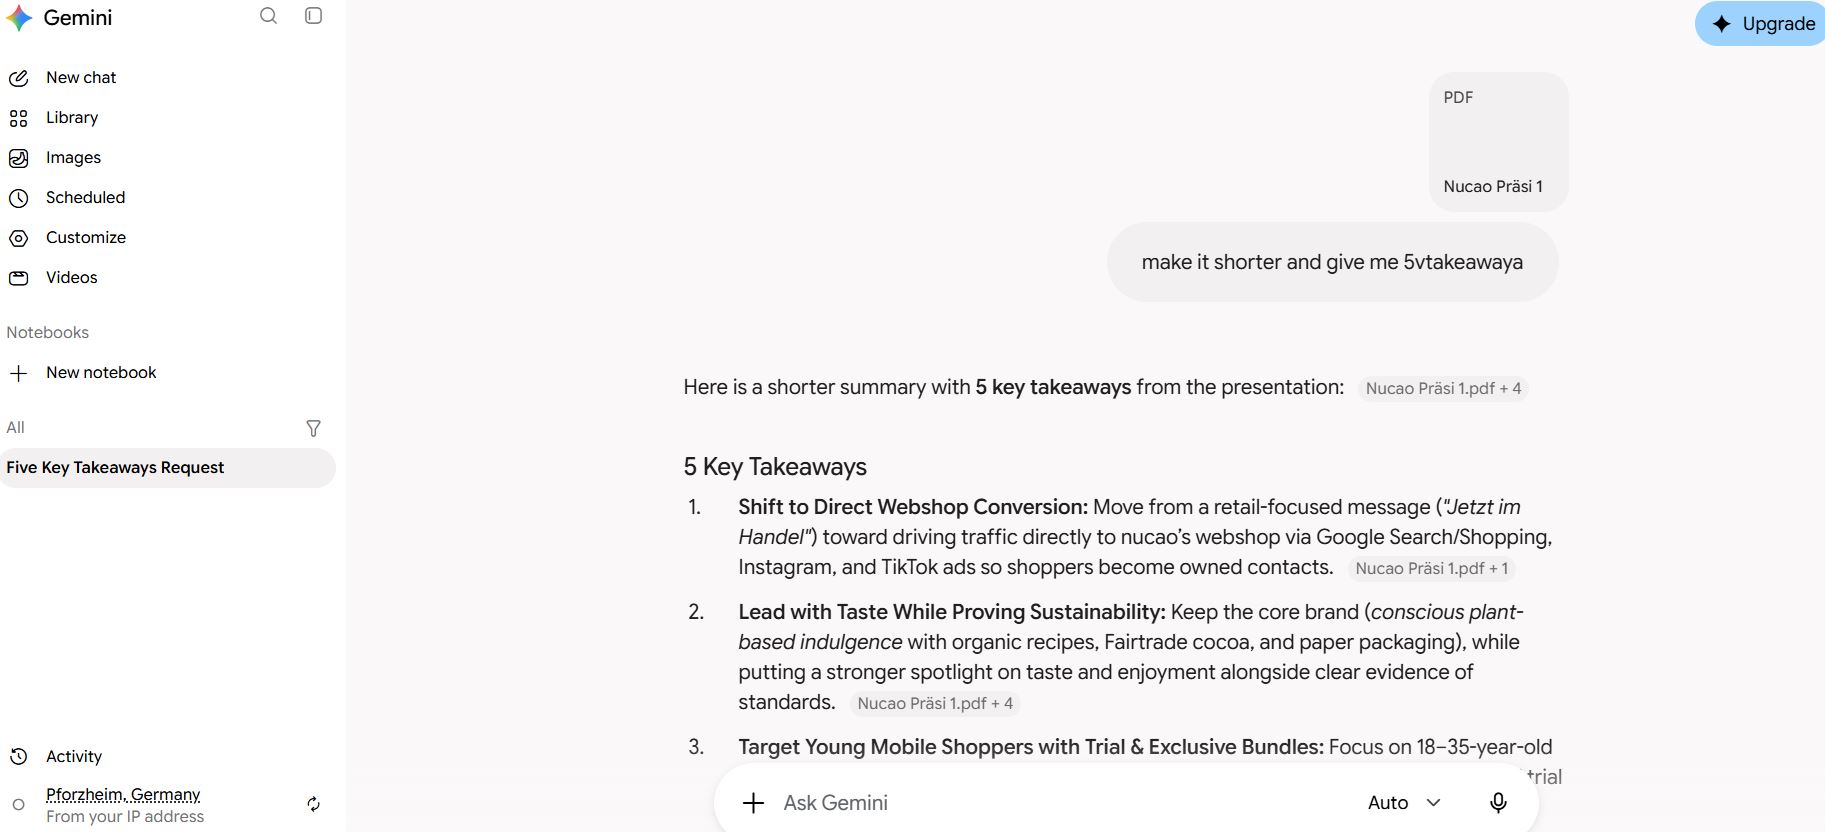 Gemini
New chat
Library
Images
Scheduled
Customize
Videos
Notebooks
New notebook
All
Five Key Takeaways Request
Activity
Pforzheim, Germany
From your IP address
Upgrade
PDF
Nucao Präsi 1
make it shorter and give me 5vtakeawaya
Here is a shorter summary with 5 key takeaways from the presentation: Nucao Präsi 1.pdf + 4
5 Key Takeaways
1. Shift to Direct Webshop Conversion: Move from a retail-focused message ("Jetzt im
Handel") toward driving traffic directly to nucao’s webshop via Google Search/Shopping,
Instagram, and TikTok ads so shoppers become owned contacts. Nucao Präsi 1.pdf + 1
2. Lead with Taste While Proving Sustainability: Keep the core brand (conscious plant-
based indulgence with organic recipes, Fairtrade cocoa, and paper packaging), while
putting a stronger spotlight on taste and enjoyment alongside clear evidence of
standards. Nucao Präsi 1.pdf + 4
3. Target Young Mobile Shoppers with Trial & Exclusive Bundles: Focus on 18–35-year-old
trial
Ask Gemini
Auto